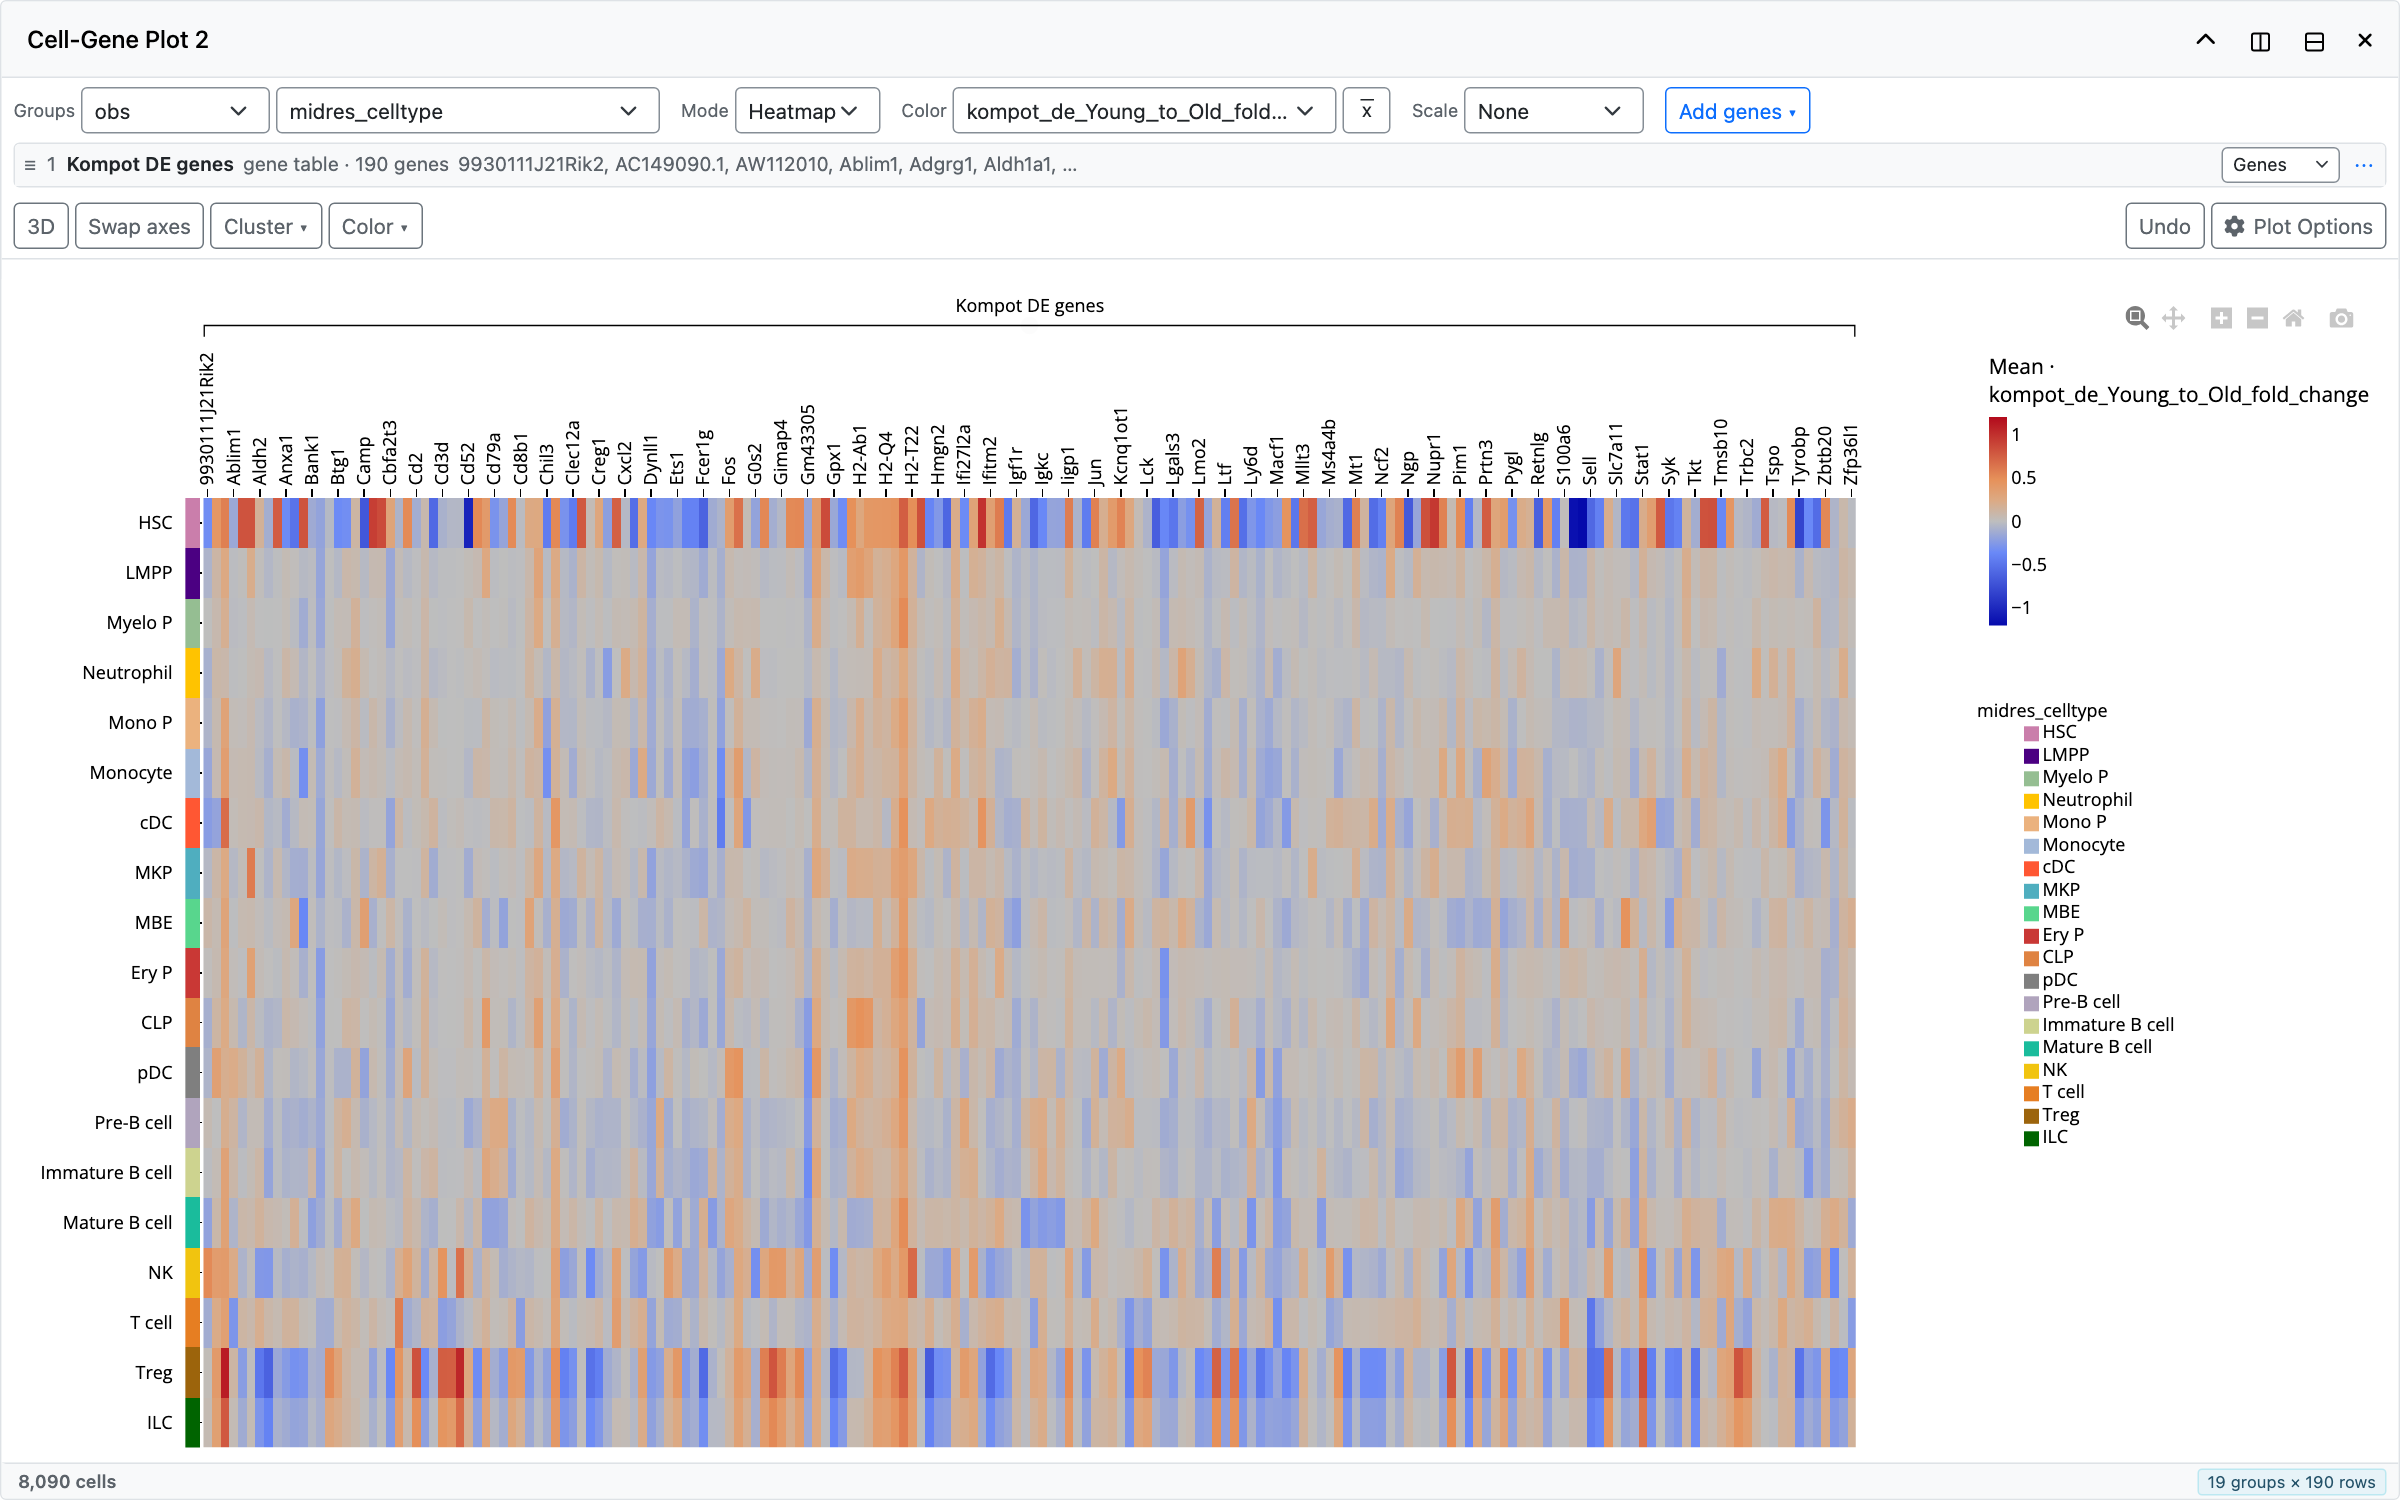 Cell-Gene Plot 2
Groups obs midres_celltype Mode Heatmap Color kompot_de_Young_to_Old_fold... x Scale None Add genes ▾
≡ 1 Kompot DE genes gene table · 190 genes 9930111J21Rik2, AC149090.1, AW112010, Ablim1, Adgrg1, Aldh1a1, ... Genes ...
3D Swap axes Cluster ▾ Color ▾ Undo Plot Options
Kompot DE genes
9930111J21Rik2
Ablim1
Aldh2
Anxa1
Bank1
Btg1
Camp
Cbfa2t3
Cd2
Cd3d
Cd52
Cd79a
Cd8b1
Chil3
Clec12a
Creg1
Cxcl2
Dynll1
Ets1
Fcer1g
Fos
G0s2
Gimap4
Gm43305
Gpx1
H2-Ab1
H2-Q4
H2-T22
Hmgn2
Ifi27l2a
Ifitm2
Igf1r
Igkc
Iigp1
Jun
Kcnq1ot1
Lck
Lgals3
Lmo2
Ltf
Ly6d
Macf1
Mllt3
Ms4a4b
Mt1
Ncf2
Ngp
Nupr1
Pim1
Prtn3
Pygl
Retnlg
S100a6
Sell
Slc7a11
Stat1
Syk
Tkt
Tmsb10
Trbc2
Tspo
Tyrobp
Zbtb20
Zfp36l1
HSC
LMPP
Myelo P
Neutrophil
Mono P
Monocyte
cDC
MKP
MBE
Ery P
CLP
pDC
Pre-B cell
Immature B cell
Mature B cell
NK
T cell
Treg
ILC
Mean ·
kompot_de_Young_to_Old_fold_change
1
0.5
0
−0.5
−1
midres_celltype
HSC
LMPP
Myelo P
Neutrophil
Mono P
Monocyte
cDC
MKP
MBE
Ery P
CLP
pDC
Pre-B cell
Immature B cell
Mature B cell
NK
T cell
Treg
ILC
8,090 cells
19 groups × 190 rows